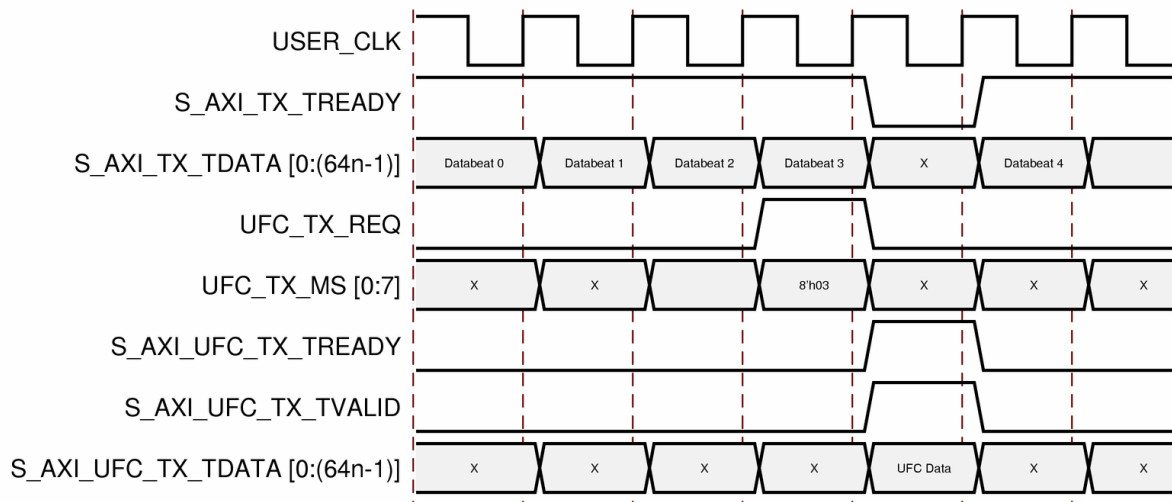 USER_CLK
S_AXI_TX_TREADY
S_AXI_TX_TDATA [0:(64n-1)] Databeat 0 Databeat 1 Databeat 2 Databeat 3 X Databeat 4
UFC_TX_REQ
UFC_TX_MS [0:7] X X 8'h03 X X X
S_AXI_UFC_TX_TREADY
S_AXI_UFC_TX_TVALID
S_AXI_UFC_TX_TDATA [0:(64n-1)] X X X X UFC Data X X